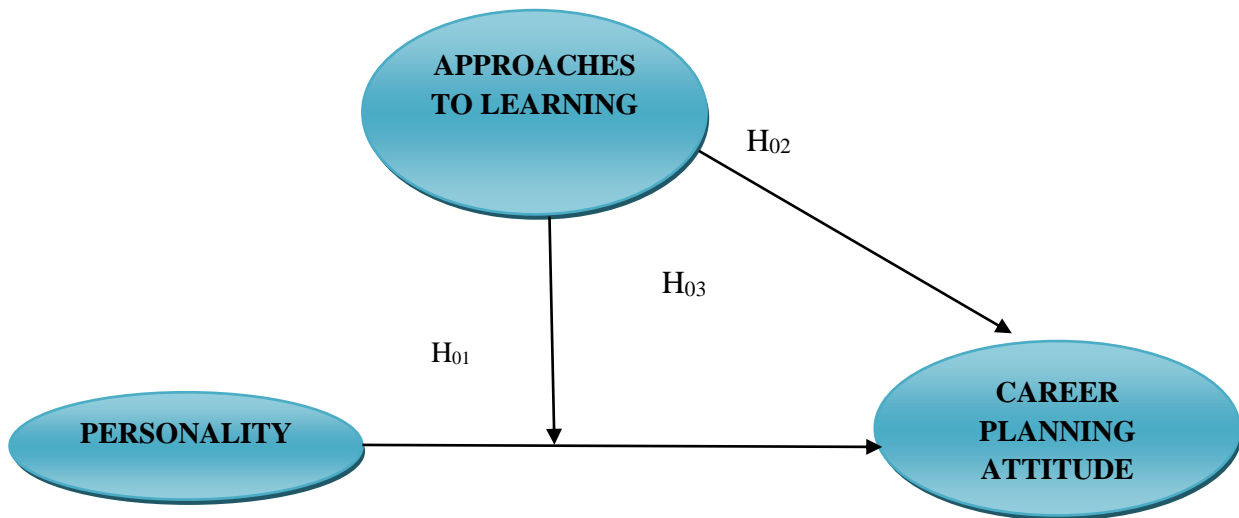 APPROACHES
TO LEARNING
H₀₂
H₀₃
H₀₁
PERSONALITY
CAREER
PLANNING
ATTITUDE